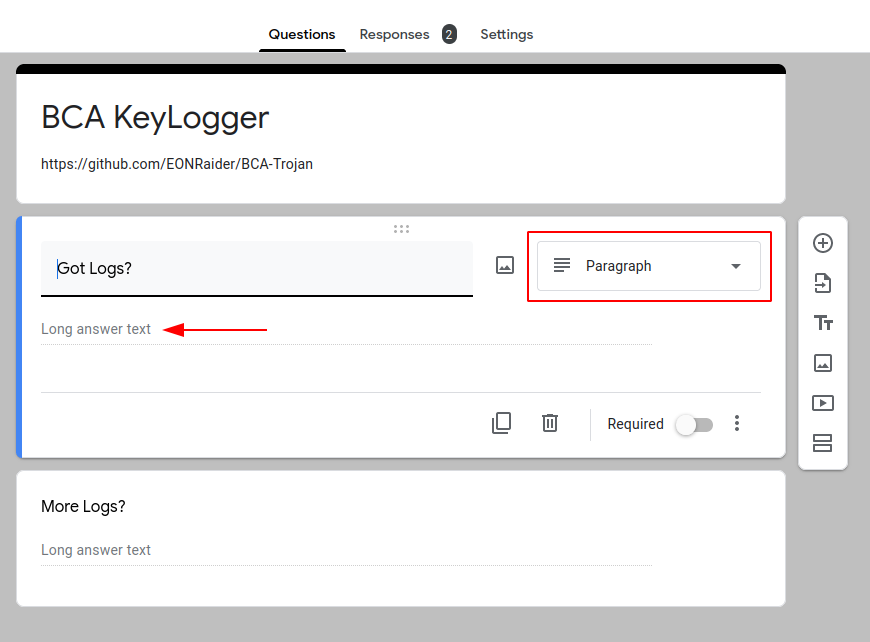 Questions
Responses 2
Settings
BCA KeyLogger
https://github.com/EONRaider/BCA-Trojan
Got Logs?
Paragraph
Long answer text
Required
Tt
More Logs?
Long answer text